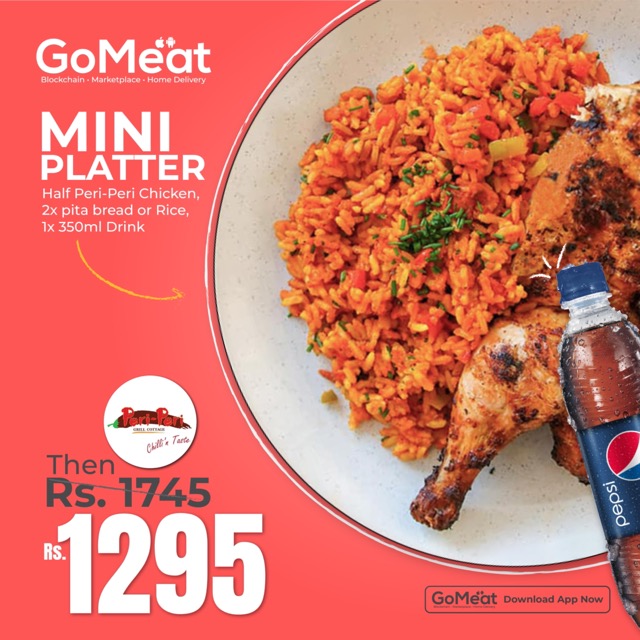 GoMeat
Blockchain - Marketplace - Home Delivery
MINI
PLATTER
Half Peri-Peri Chicken,
2x pita bread or Rice,
1x 350ml Drink
Peri-Peri
GRILL COTTAGE
Chilli'n Taste
Then
Rs. 1745
Rs. 1295
pepsi
GoMeat Download App Now